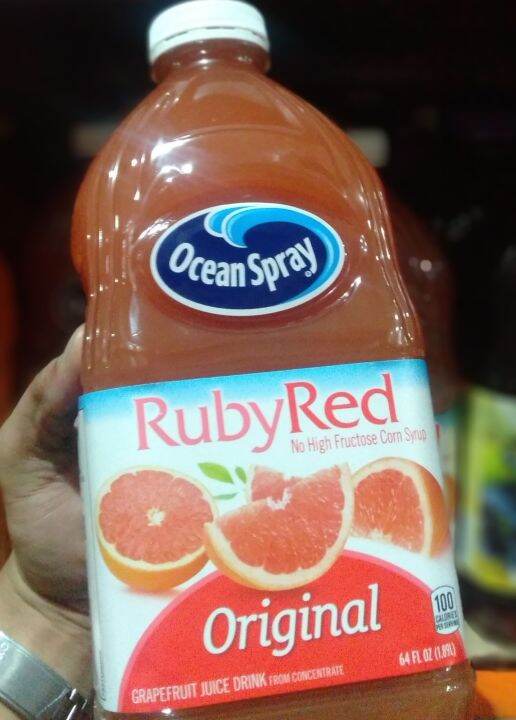 Ocean Spray
RubyRed
No High Fructose Corn Syrup
Original
100
CALORIES
PER SERVING
64 FL OZ (1.89L)
GRAPEFRUIT JUICE DRINK FROM CONCENTRATE